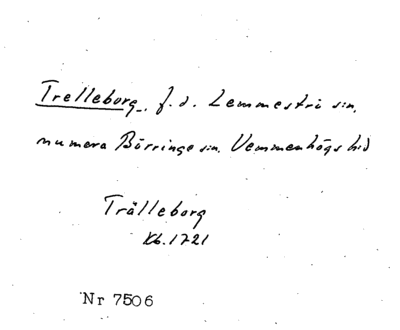 Trelleborg, f.d. Lemmeströ sn,
numera Börringe sn. Vemmenhögs hd
Trälleborg
Kb. 1721
Nr 7506